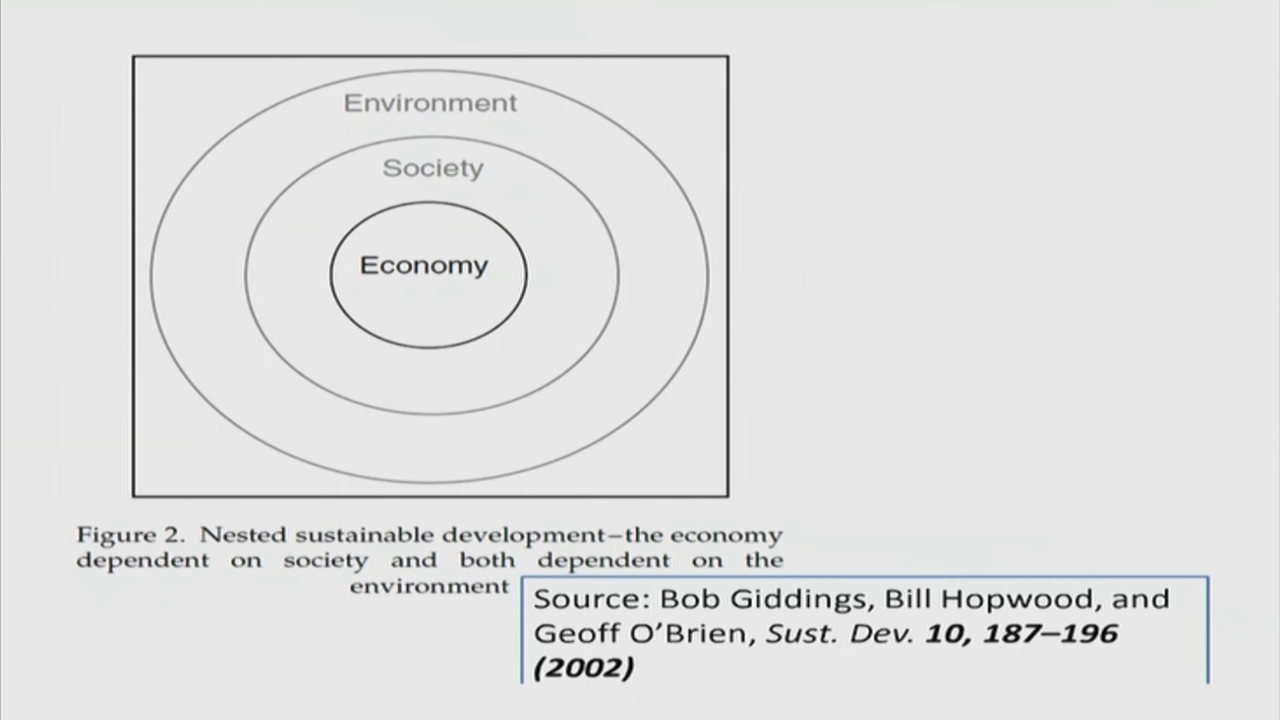 Environment
Society
Economy
Figure 2. Nested sustainable development–the economy
dependent on society and both dependent on the
environment
Source: Bob Giddings, Bill Hopwood, and
Geoff O’Brien, Sust. Dev. 10, 187–196
(2002)